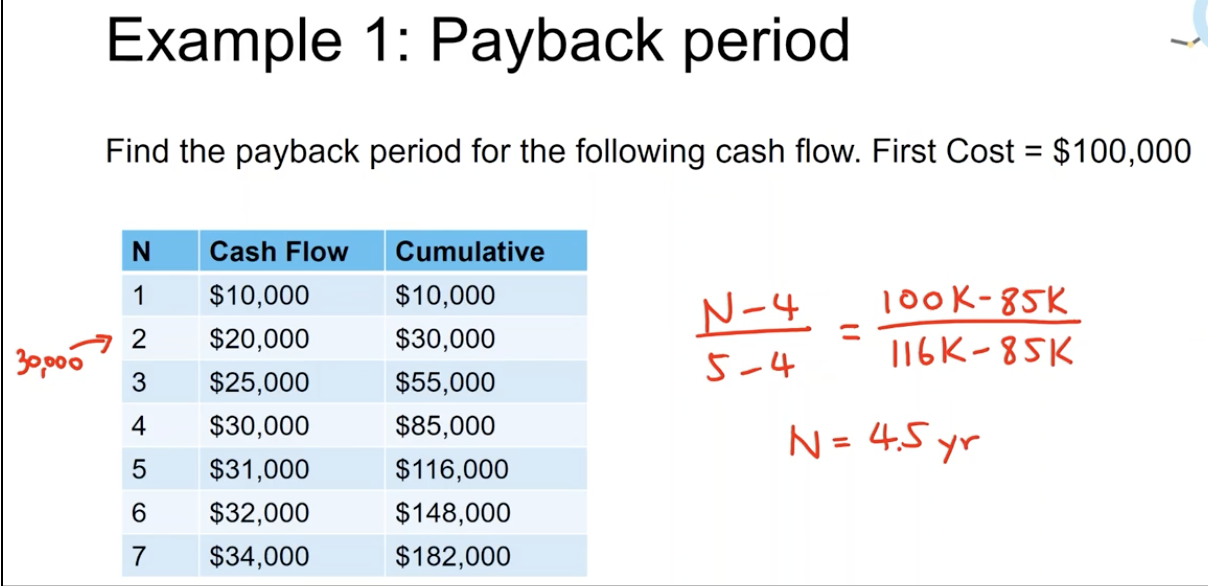 Example 1: Payback period
Find the payback period for the following cash flow. First Cost = $100,000
N Cash Flow Cumulative
1 $10,000 $10,000
2 $20,000 $30,000
3 $25,000 $55,000
4 $30,000 $85,000
5 $31,000 $116,000
6 $32,000 $148,000
7 $34,000 $182,000
30,000
N-4 = 100K-85K
5-4 116K-85K
N = 4.5 yr